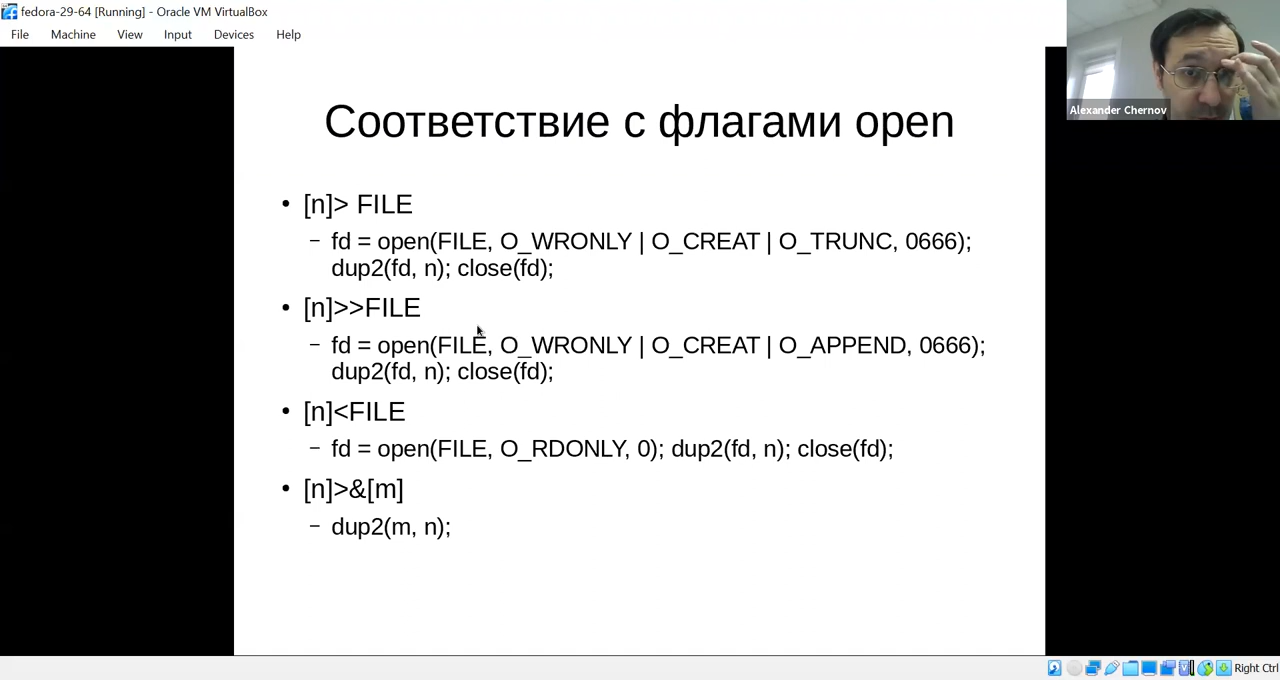 fedora-29-64 [Running] - Oracle VM VirtualBox
File Machine View Input Devices Help
Alexander Chernov
Соответствие с флагами open
• [n]> FILE
– fd = open(FILE, O_WRONLY | O_CREAT | O_TRUNC, 0666);
dup2(fd, n); close(fd);
• [n]>>FILE
– fd = open(FILE, O_WRONLY | O_CREAT | O_APPEND, 0666);
dup2(fd, n); close(fd);
• [n]<FILE
– fd = open(FILE, O_RDONLY, 0); dup2(fd, n); close(fd);
• [n]>&[m]
– dup2(m, n);
Right Ctrl